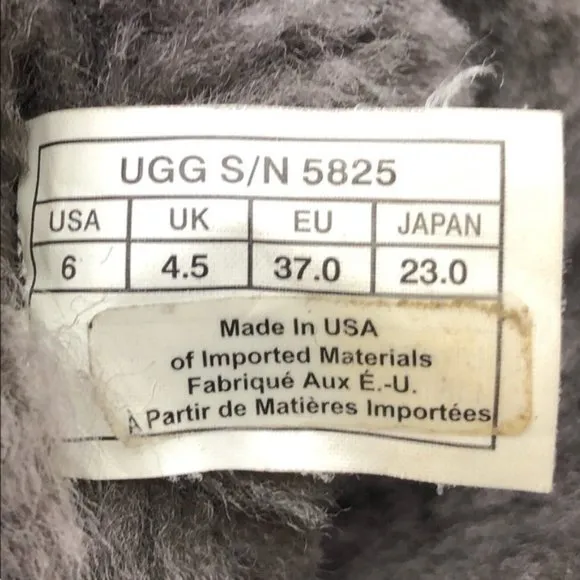 UGG S/N 5825
USA UK EU JAPAN
6 4.5 37.0 23.0
Made In USA
of Imported Materials
Fabriqué Aux É.-U.
À Partir de Matières Importées